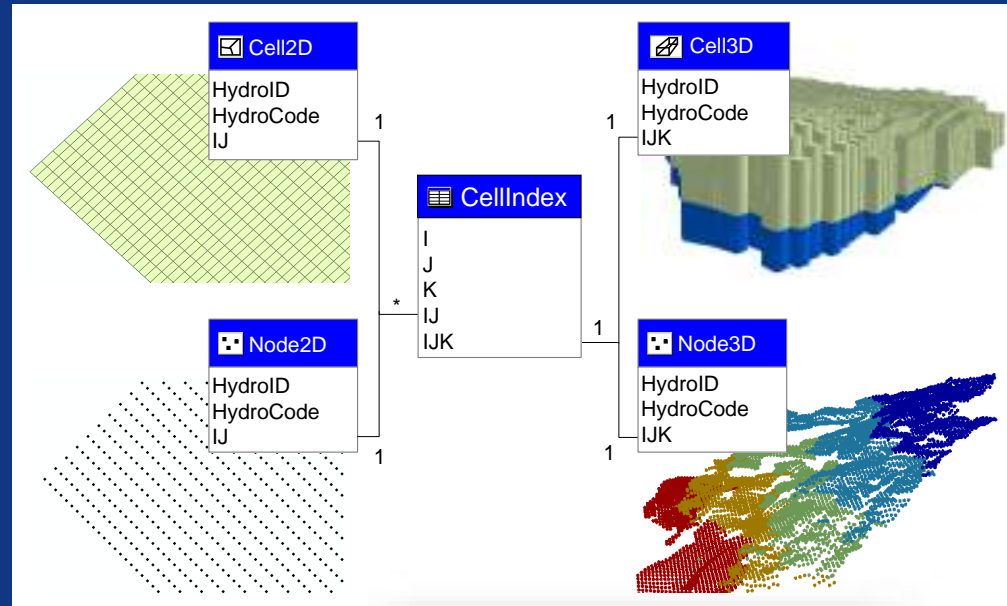 Cell2D
HydroID
HydroCode
IJ
1
Cell3D
HydroID
HydroCode
IJK
1
CellIndex
I
J
K
IJ
IJK
*
1
Node2D
HydroID
HydroCode
IJ
1
Node3D
HydroID
HydroCode
IJK
1